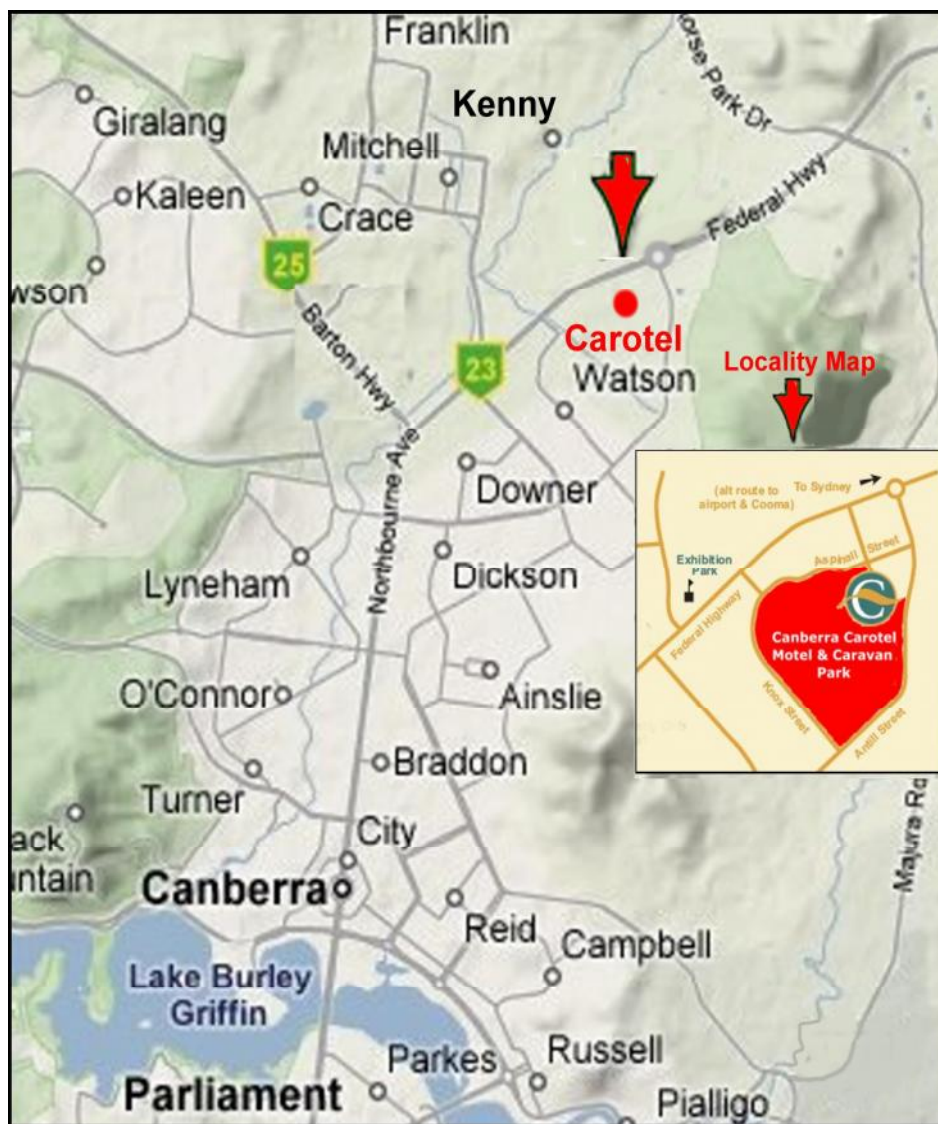 Franklin
Kenny
Giralang
Mitchell
Kaleen
Crace
wson
25
Barton Hwy
orse Park Dr
Federal Hwy
Carotel
23
Watson
Locality Map
Northbourne Ave
Downer
Lyneham
Dickson
(alt route to
airport & Cooma)
To Sydney
Exhibition
Park
Aspinall Street
Federal Highway
C
Canberra Carotel
Motel & Caravan
Park
Knox Street
Antill Street
O'Connor
Ainslie
Braddon
Turner
City
ack
untain
Canberra
Majura Rd
Reid
Campbell
Lake Burley
Griffin
Parkes
Russell
Parliament
Pialligo